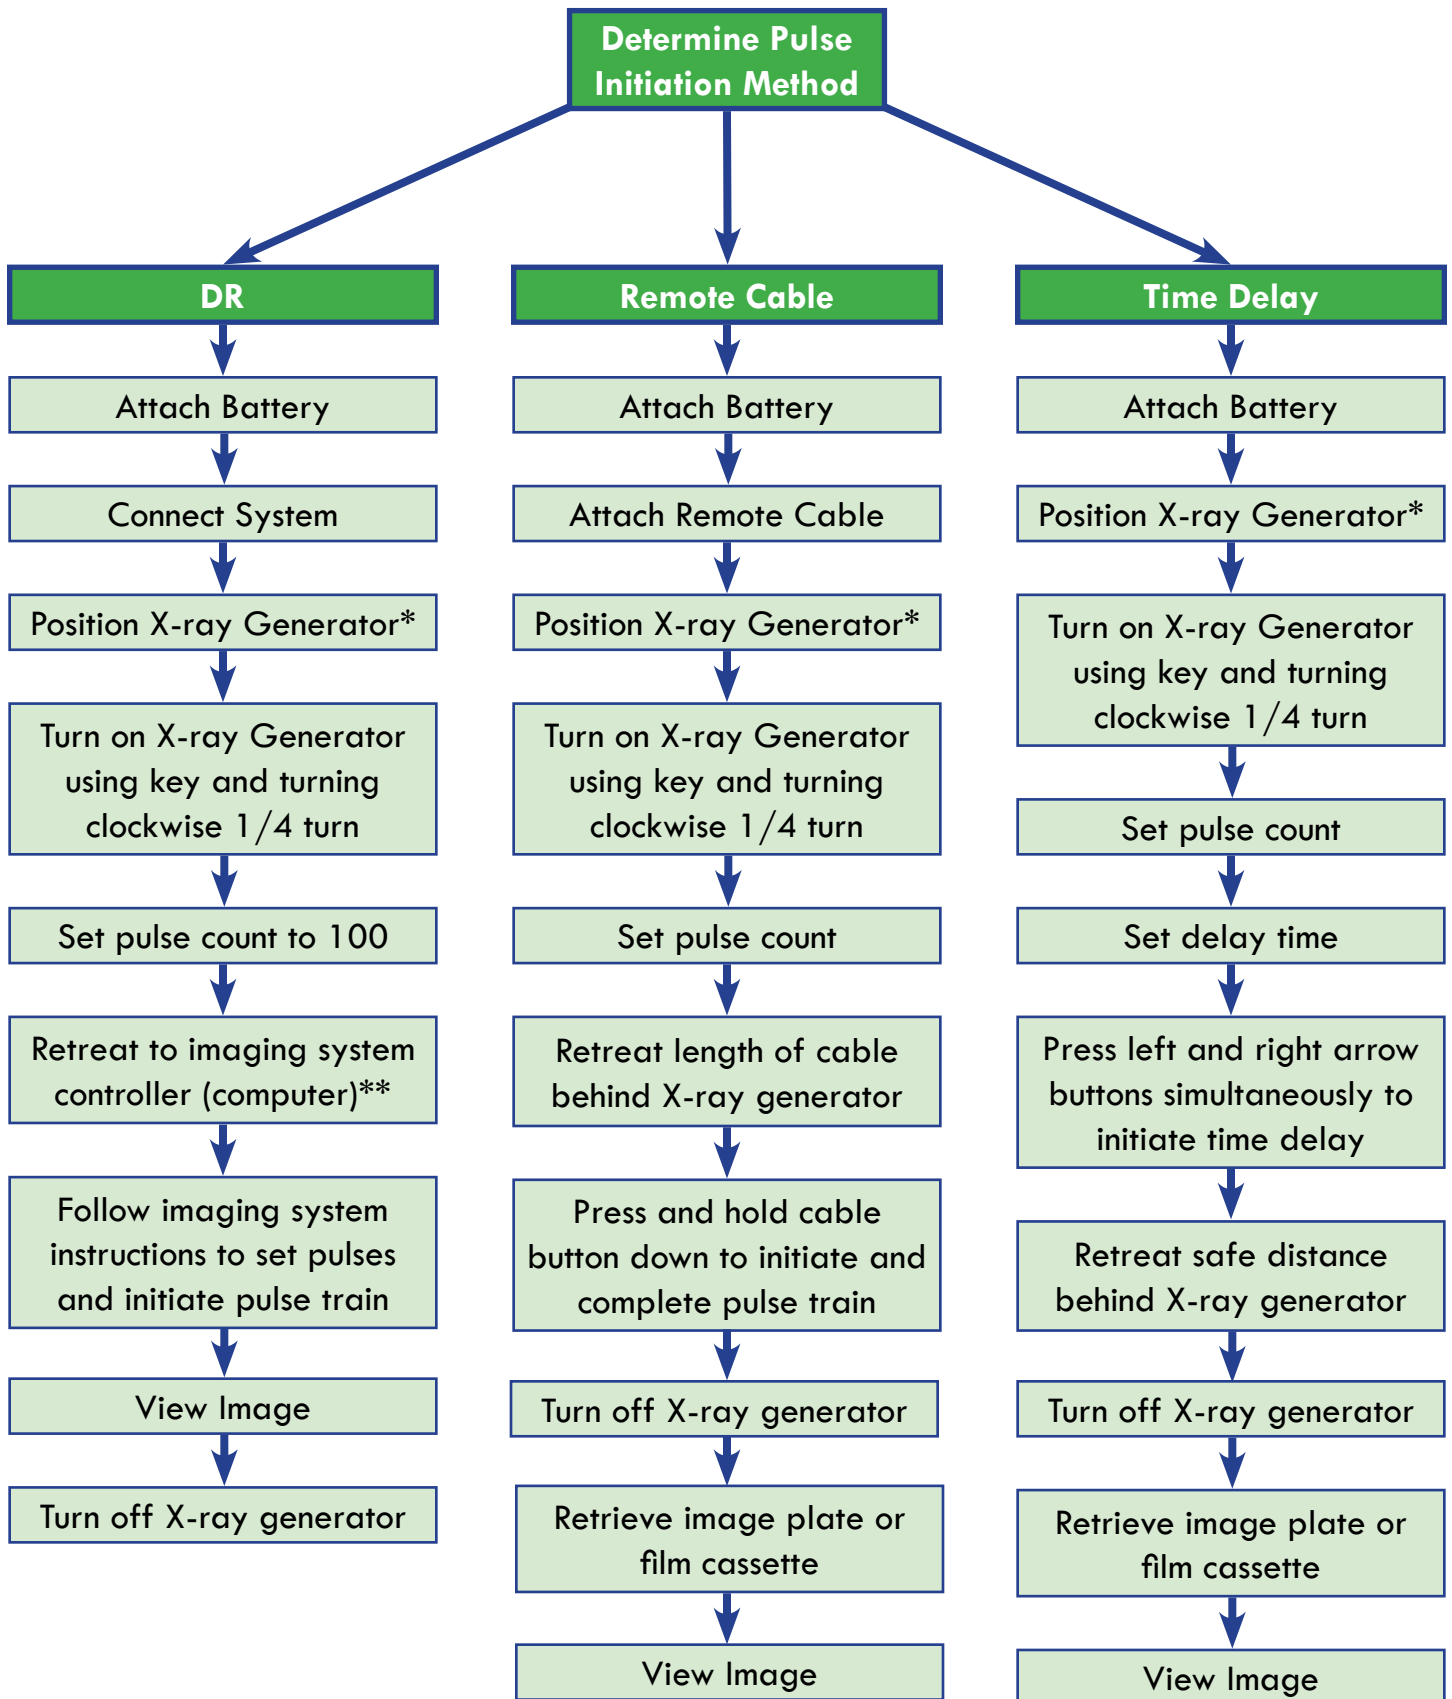 Determine Pulse
Initiation Method
DR
Attach Battery
Connect System
Position X-ray Generator*
Turn on X-ray Generator
using key and turning
clockwise 1/4 turn
Set pulse count to 100
Retreat to imaging system
controller (computer)**
Follow imaging system
instructions to set pulses
and initiate pulse train
View Image
Turn off X-ray generator
Remote Cable
Attach Battery
Attach Remote Cable
Position X-ray Generator*
Turn on X-ray Generator
using key and turning
clockwise 1/4 turn
Set pulse count
Retreat length of cable
behind X-ray generator
Press and hold cable
button down to initiate and
complete pulse train
Turn off X-ray generator
Retrieve image plate or
film cassette
View Image
Time Delay
Attach Battery
Position X-ray Generator*
Turn on X-ray Generator
using key and turning
clockwise 1/4 turn
Set pulse count
Set delay time
Press left and right arrow
buttons simultaneously to
initiate time delay
Retreat safe distance
behind X-ray generator
Turn off X-ray generator
Retrieve image plate or
film cassette
View Image